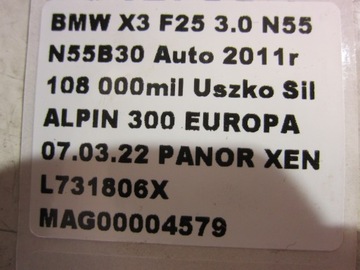 BMW X3 F25 3.0 N55
N55B30 Auto 2011r
108 000mil Uszko Sil
ALPIN 300 EUROPA
07.03.22 PANOR XEN
L731806X
MAG00004579